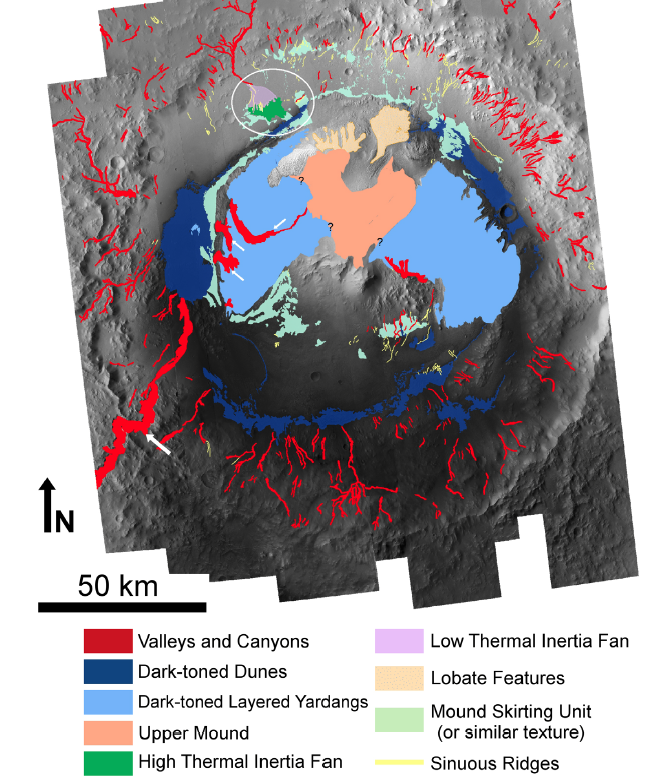 ?
?
?
N
50 km
Valleys and Canyons
Dark-toned Dunes
Dark-toned Layered Yardangs
Upper Mound
High Thermal Inertia Fan
Low Thermal Inertia Fan
Lobate Features
Mound Skirting Unit
(or similar texture)
Sinuous Ridges